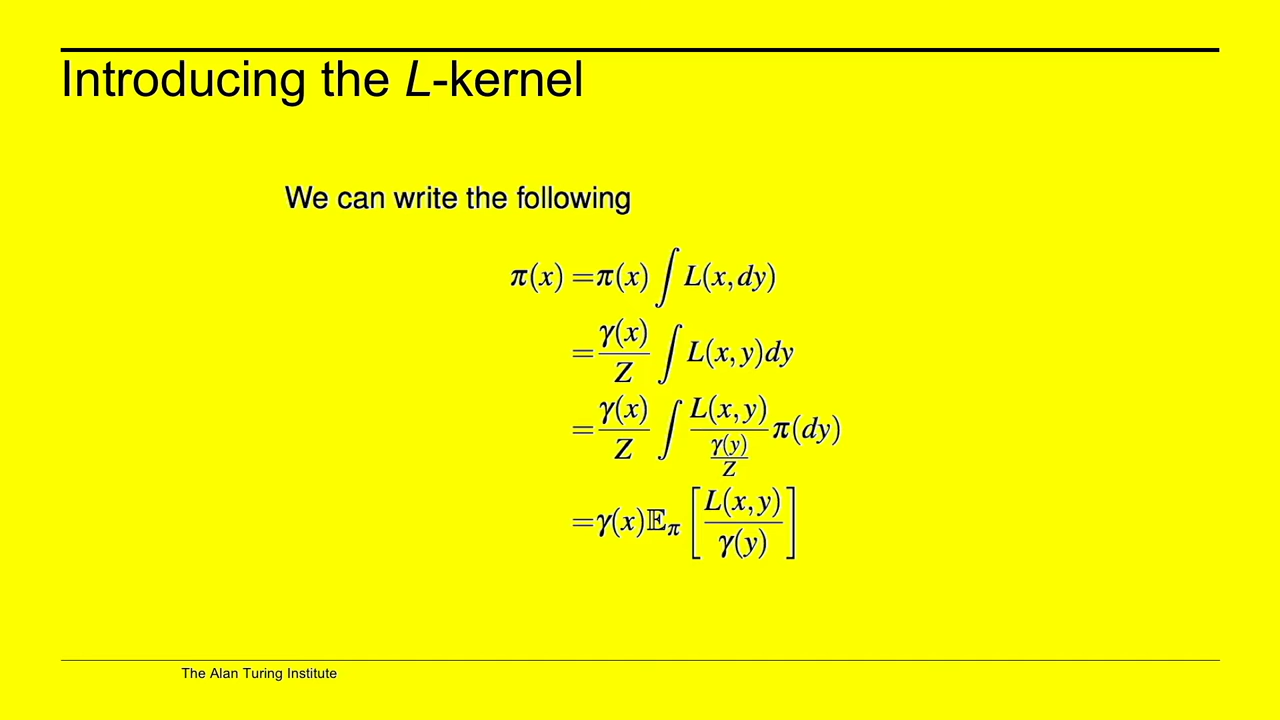 Introducing the L-kernel
We can write the following
π(x) =π(x) ∫ L(x, dy)
= γ(x)/Z ∫ L(x, y)dy
= γ(x)/Z ∫ L(x,y)/(γ(y)/Z) π(dy)
=γ(x)𝔼_π [L(x,y)/γ(y)]
The Alan Turing Institute